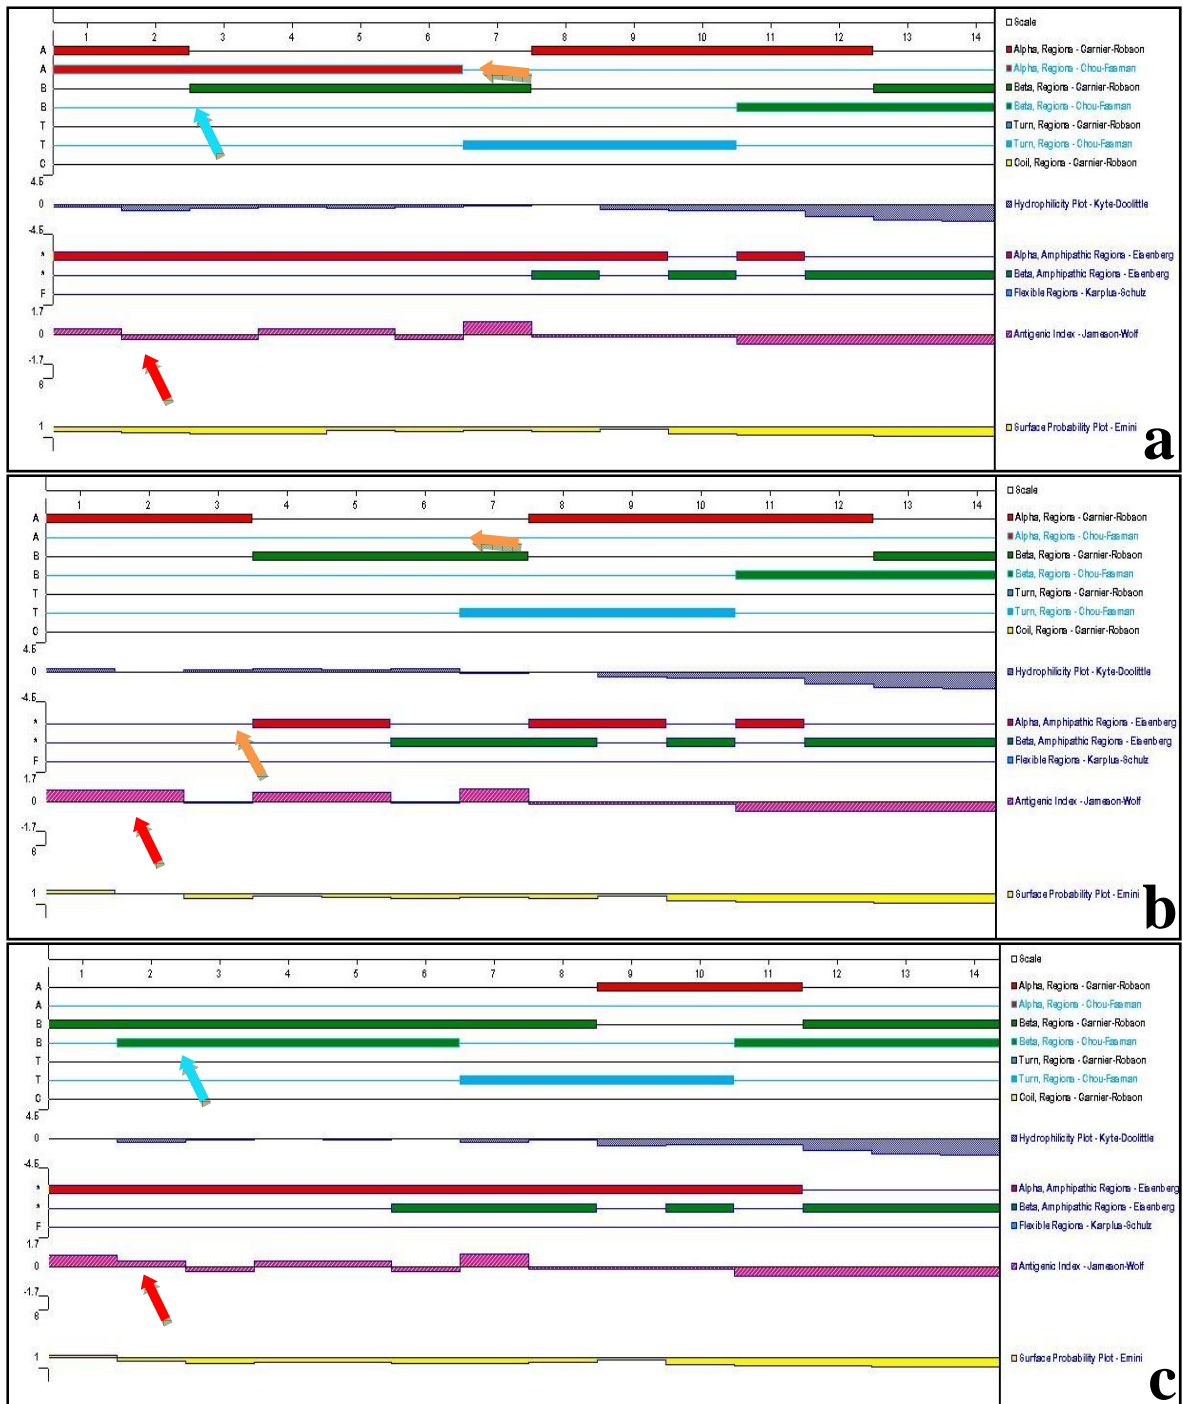 1 2 3 4 5 6 7 8 9 10 11 12 13 14
Scale
A Alpha, Regions - Garnier-Robson
A Alpha, Regions - Chou-Fasman
B Beta, Regions - Garnier-Robson
B Beta, Regions - Chou-Fasman
T Turn, Regions - Garnier-Robson
T Turn, Regions - Chou-Fasman
C Coil, Regions - Garnier-Robson
4.5
0 Hydrophilicity Plot - Kyte-Doolittle
-4.5
* Alpha, Amphipathic Regions - Eisenberg
* Beta, Amphipathic Regions - Eisenberg
F Flexible Regions - Karplus-Schulz
1.7
0 Antigenic Index - Jameson-Wolf
-1.7
6
1 Surface Probability Plot - Emini
a
Scale
1 2 3 4 5 6 7 8 9 10 11 12 13 14
A Alpha, Regions - Garnier-Robson
A Alpha, Regions - Chou-Fasman
B Beta, Regions - Garnier-Robson
B Beta, Regions - Chou-Fasman
T Turn, Regions - Garnier-Robson
T Turn, Regions - Chou-Fasman
C Coil, Regions - Garnier-Robson
4.5
0 Hydrophilicity Plot - Kyte-Doolittle
-4.5
* Alpha, Amphipathic Regions - Eisenberg
* Beta, Amphipathic Regions - Eisenberg
F Flexible Regions - Karplus-Schulz
1.7
0 Antigenic Index - Jameson-Wolf
-1.7
6
1 Surface Probability Plot - Emini
b
Scale
1 2 3 4 5 6 7 8 9 10 11 12 13 14
A Alpha, Regions - Garnier-Robson
A Alpha, Regions - Chou-Fasman
B Beta, Regions - Garnier-Robson
B Beta, Regions - Chou-Fasman
T Turn, Regions - Garnier-Robson
T Turn, Regions - Chou-Fasman
C Coil, Regions - Garnier-Robson
4.5
0 Hydrophilicity Plot - Kyte-Doolittle
-4.5
* Alpha, Amphipathic Regions - Eisenberg
* Beta, Amphipathic Regions - Eisenberg
F Flexible Regions - Karplus-Schulz
1.7
0 Antigenic Index - Jameson-Wolf
-1.7
6
1 Surface Probability Plot - Emini
c